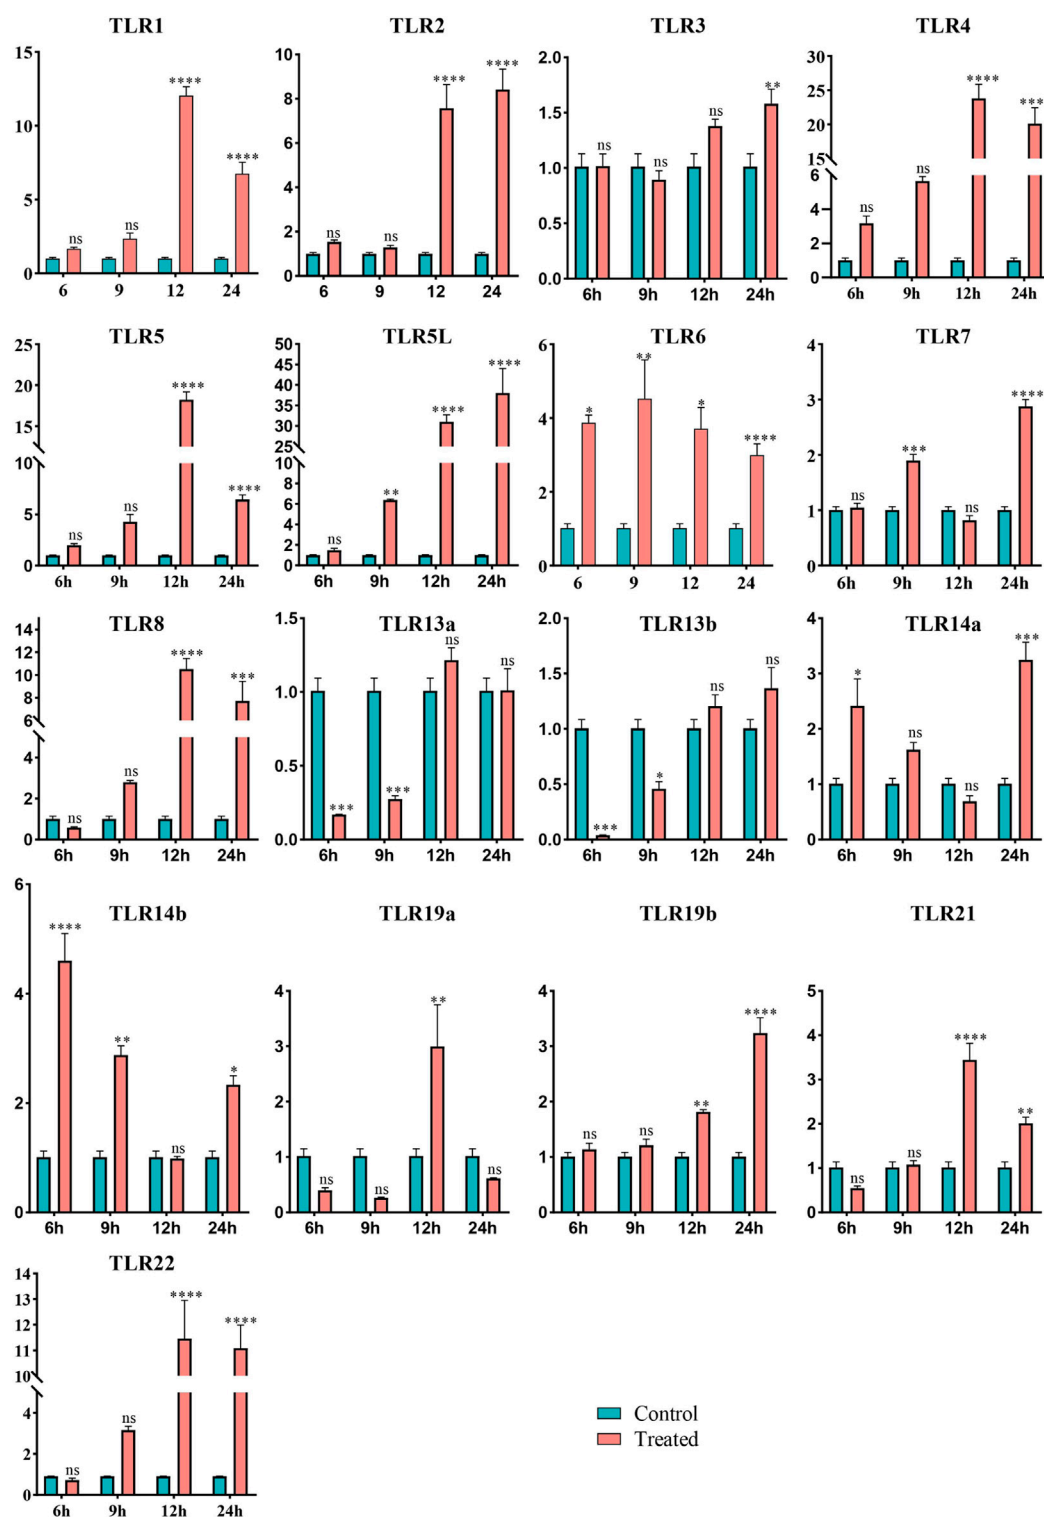 TLR1
15
10
5
0
ns
ns
****
****
6
9
12
24
TLR2
10
8
6
4
2
0
ns
ns
****
****
6
9
12
24
TLR3
2.0
1.5
1.0
0.5
0.0
ns
ns
ns
**
6h
9h
12h
24h
TLR4
30
25
20
15
6
4
2
0
ns
ns
****
***
6h
9h
12h
24h
TLR5
25
20
15
10
5
0
ns
ns
****
****
6h
9h
12h
24h
TLR5L
50
45
40
35
30
25
10
8
6
4
2
0
ns
**
****
****
6h
9h
12h
24h
TLR6
6
4
2
0
*
**
*
****
6
9
12
24
TLR7
4
3
2
1
0
ns
***
ns
****
6h
9h
12h
24h
TLR8
14
12
10
8
6
4
2
0
ns
ns
****
***
6h
9h
12h
24h
TLR13a
1.5
1.0
0.5
0.0
***
***
ns
ns
6h
9h
12h
24h
TLR13b
2.0
1.5
1.0
0.5
0.0
***
*
ns
ns
6h
9h
12h
24h
TLR14a
4
3
2
1
0
*
ns
ns
***
6h
9h
12h
24h
TLR14b
6
4
2
0
****
**
ns
*
6h
9h
12h
24h
TLR19a
4
3
2
1
0
ns
ns
**
ns
6h
9h
12h
24h
TLR19b
4
3
2
1
0
ns
ns
**
****
6h
9h
12h
24h
TLR21
5
4
3
2
1
0
ns
ns
****
**
6h
9h
12h
24h
TLR22
14
13
12
11
10
4
2
0
ns
ns
****
****
6h
9h
12h
24h
Control
Treated